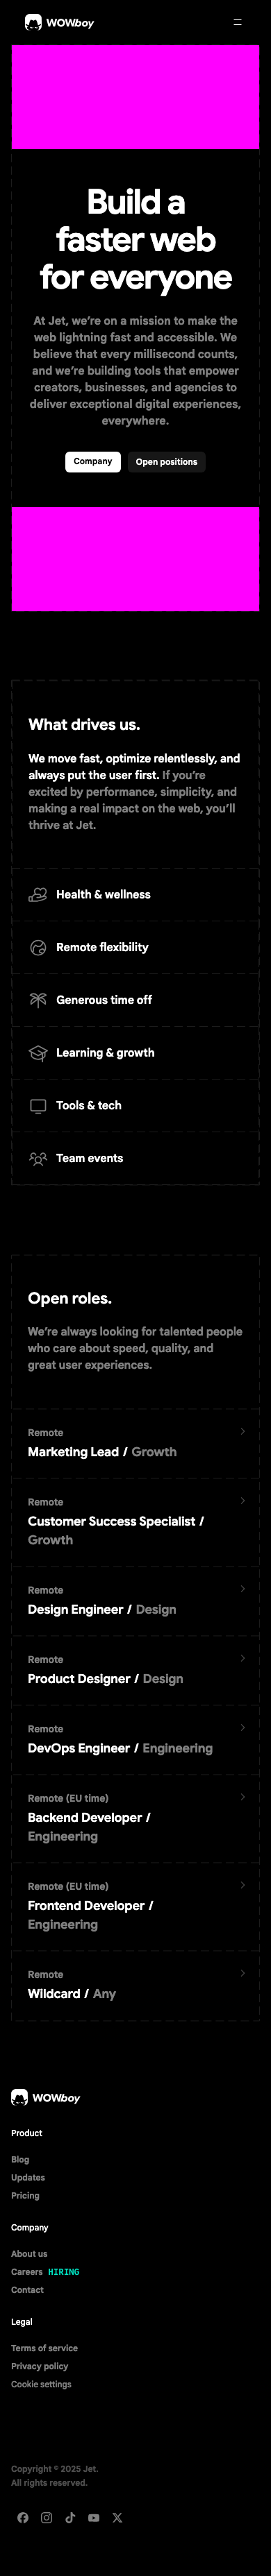 WOWboy
Build a
faster web
for everyone
At Jet, we're on a mission to make the
web lightning fast and accessible. We
believe that every millisecond counts,
and we're building tools that empower
creators, businesses, and agencies to
deliver exceptional digital experiences,
everywhere.
Company
Open positions
What drives us.
We move fast, optimize relentlessly, and
always put the user first. If you're
excited by performance, simplicity, and
making a real impact on the web, you'll
thrive at Jet.
Health & wellness
Remote flexibility
Generous time off
Learning & growth
Tools & tech
Team events
Open roles.
We're always looking for talented people
who care about speed, quality, and
great user experiences.
Remote
Marketing Lead / Growth
Remote
Customer Success Specialist /
Growth
Remote
Design Engineer / Design
Remote
Product Designer / Design
Remote
DevOps Engineer / Engineering
Remote (EU time)
Backend Developer /
Engineering
Remote (EU time)
Frontend Developer /
Engineering
Remote
Wildcard / Any
WOWboy
Product
Blog
Updates
Pricing
Company
About us
Careers HIRING
Contact
Legal
Terms of service
Privacy policy
Cookie settings
Copyright © 2025 Jet.
All rights reserved.